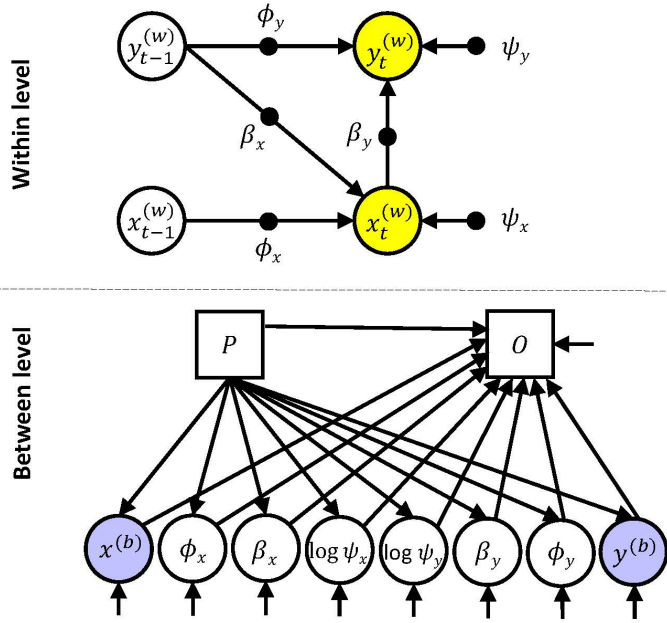 Within level
ϕ_y
y_{t−1}^{(w)} y_t^{(w)} ψ_y
β_x β_y
x_{t−1}^{(w)} x_t^{(w)} ψ_x
ϕ_x
Between level
P O
x^{(b)} ϕ_x β_x log ψ_x log ψ_y β_y ϕ_y y^{(b)}